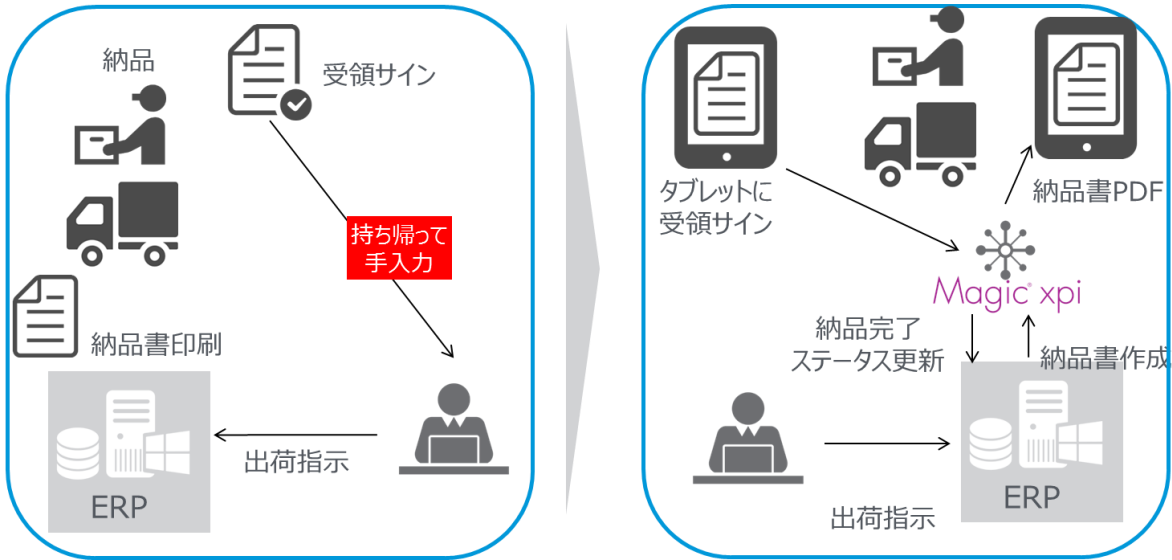 納品
受領サイン
持ち帰って
手入力
納品書印刷
出荷指示
ERP
タブレットに
受領サイン
納品書PDF
Magic® xpi
納品完了
ステータス更新
納品書作成
出荷指示
ERP